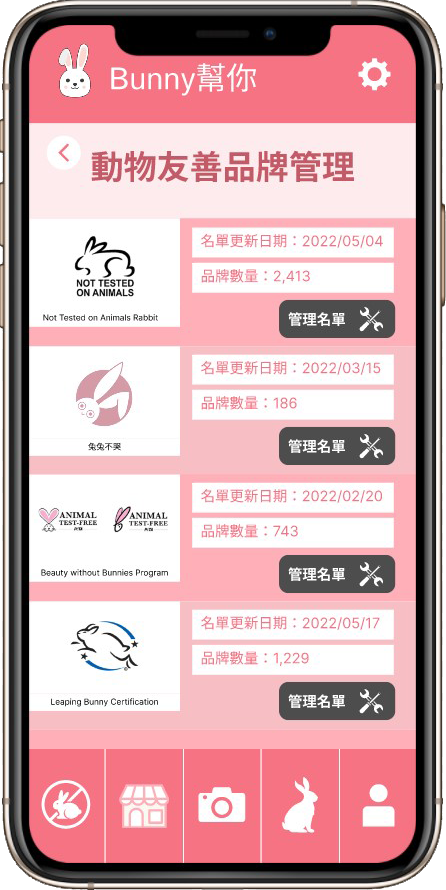 Bunny幫你
動物友善品牌管理
NOT TESTED
ON ANIMALS
Not Tested on Animals Rabbit
名單更新日期：2022/05/04
品牌數量：2,413
管理名單
兔兔不哭
名單更新日期：2022/03/15
品牌數量：186
管理名單
ANIMAL
TEST-FREE
ANIMAL
TEST-FREE
Beauty without Bunnies Program
名單更新日期：2022/02/20
品牌數量：743
管理名單
Leaping Bunny Certification
名單更新日期：2022/05/17
品牌數量：1,229
管理名單